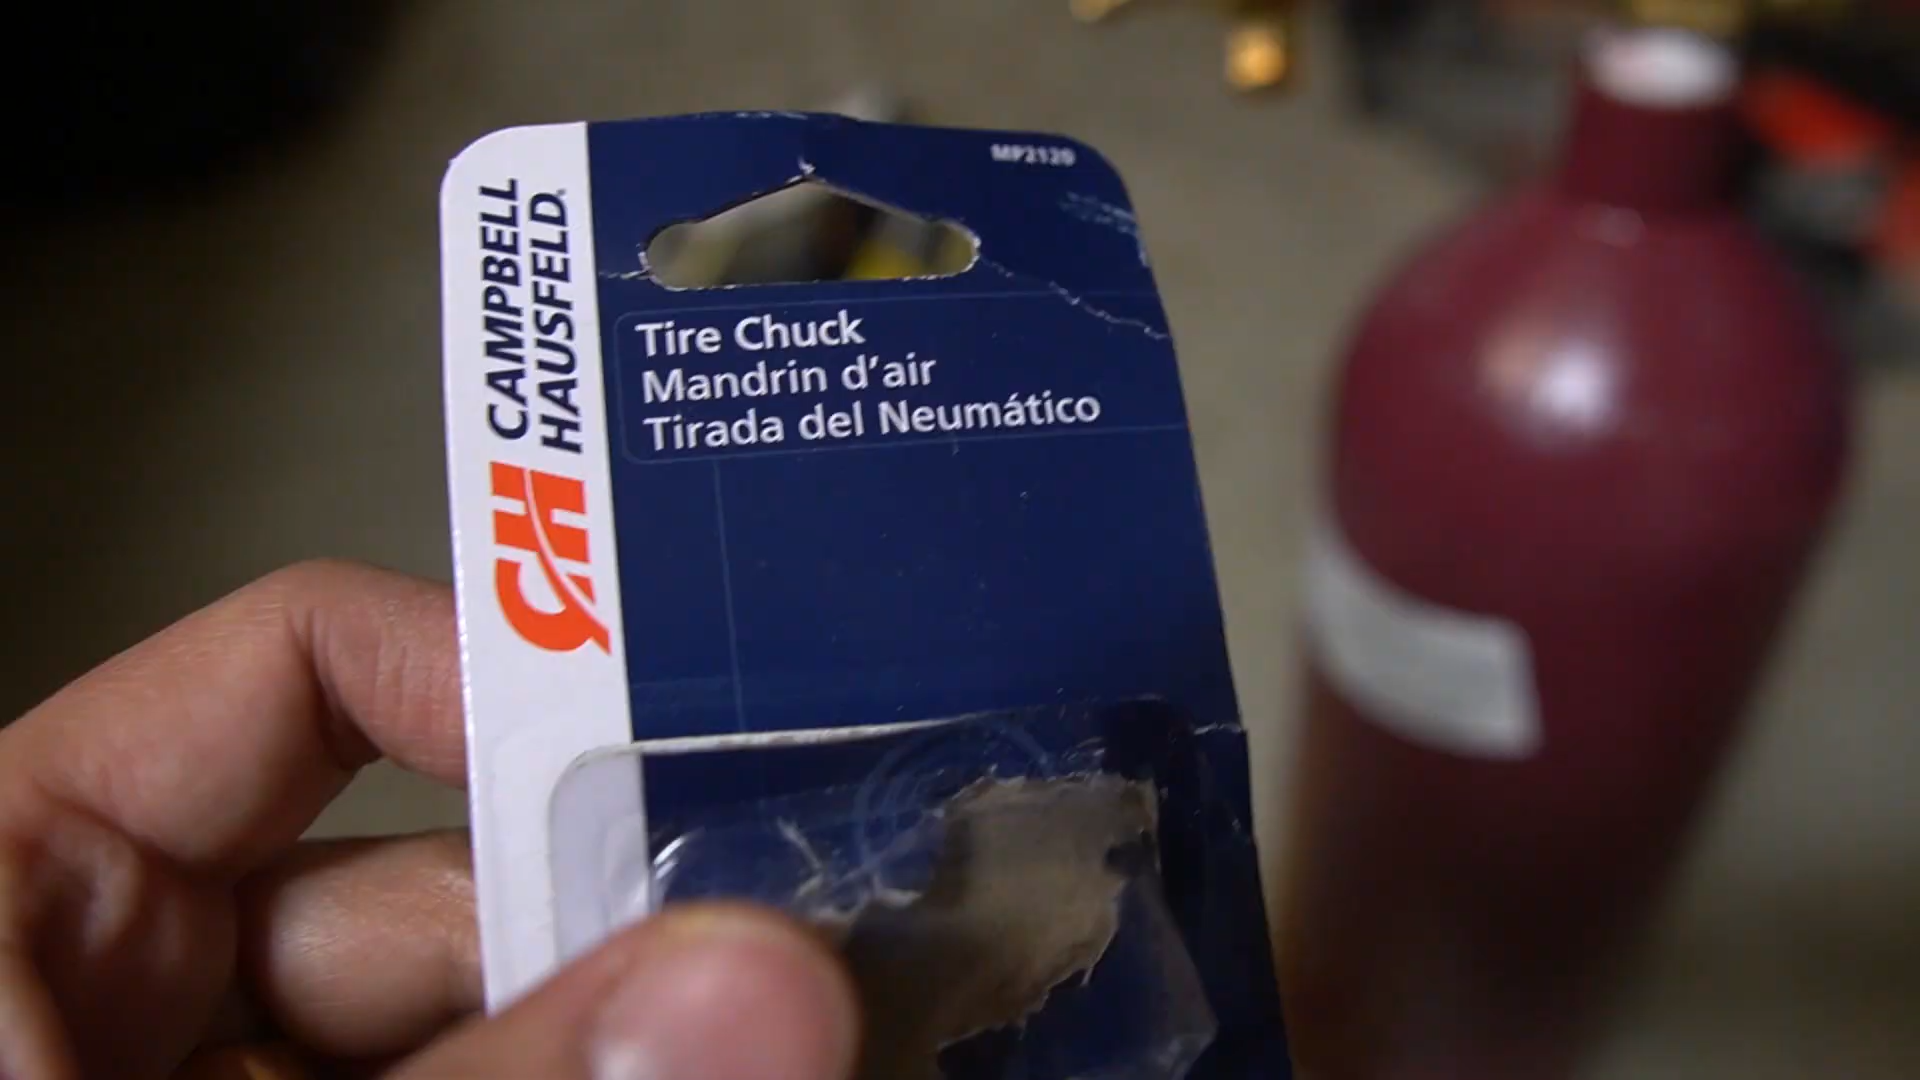 CAMPBELL
HAUSFELD®
CH
MP2120
Tire Chuck
Mandrin d'air
Tirada del Neumático